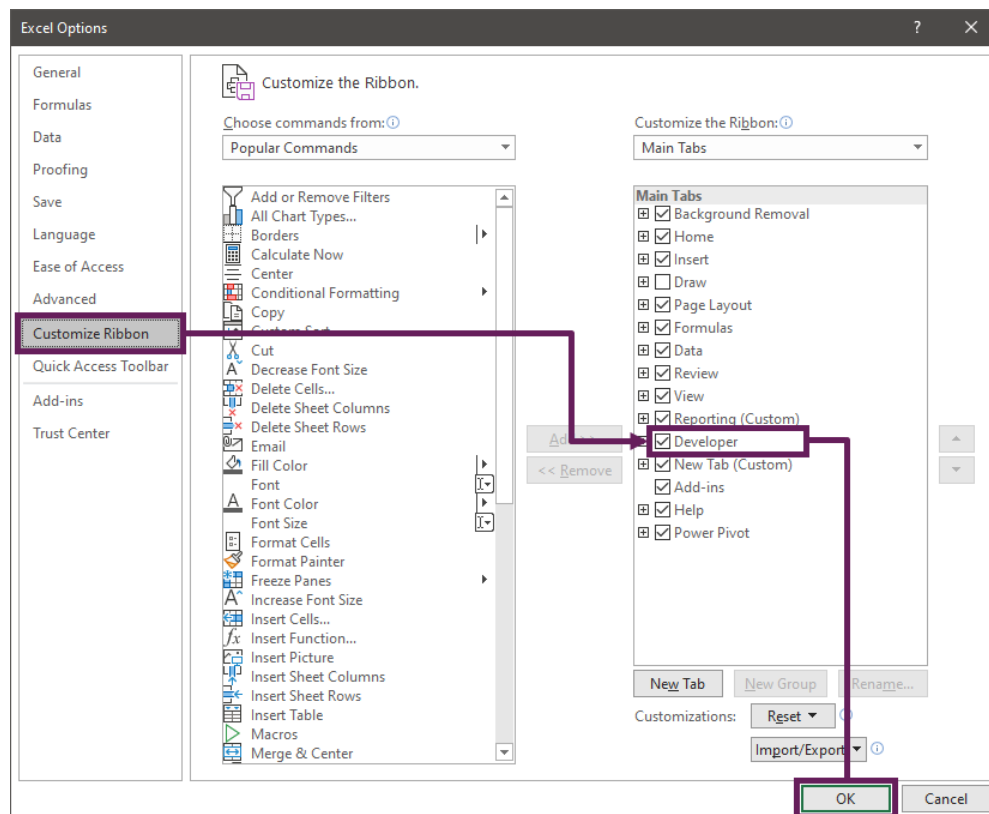 Excel Options
?
General
Formulas
Data
Proofing
Save
Language
Ease of Access
Advanced
Customize Ribbon
Quick Access Toolbar
Add-ins
Trust Center
Customize the Ribbon.
Choose commands from:
Popular Commands
Add or Remove Filters
All Chart Types...
Borders
Calculate Now
Center
Conditional Formatting
Copy
Custom Sort...
Cut
Decrease Font Size
Delete Cells...
Delete Sheet Columns
Delete Sheet Rows
Email
Fill Color
Font
Font Color
Font Size
Format Cells
Format Painter
Freeze Panes
Increase Font Size
Insert Cells...
Insert Function...
Insert Picture
Insert Sheet Columns
Insert Sheet Rows
Insert Table
Macros
Merge & Center
<< Remove
Customize the Ribbon:
Main Tabs
Main Tabs
Background Removal
Home
Insert
Draw
Page Layout
Formulas
Data
Review
View
Reporting (Custom)
Developer
New Tab (Custom)
Add-ins
Help
Power Pivot
New Tab
New Group
Rename...
Customizations:
Reset
Import/Export
OK
Cancel